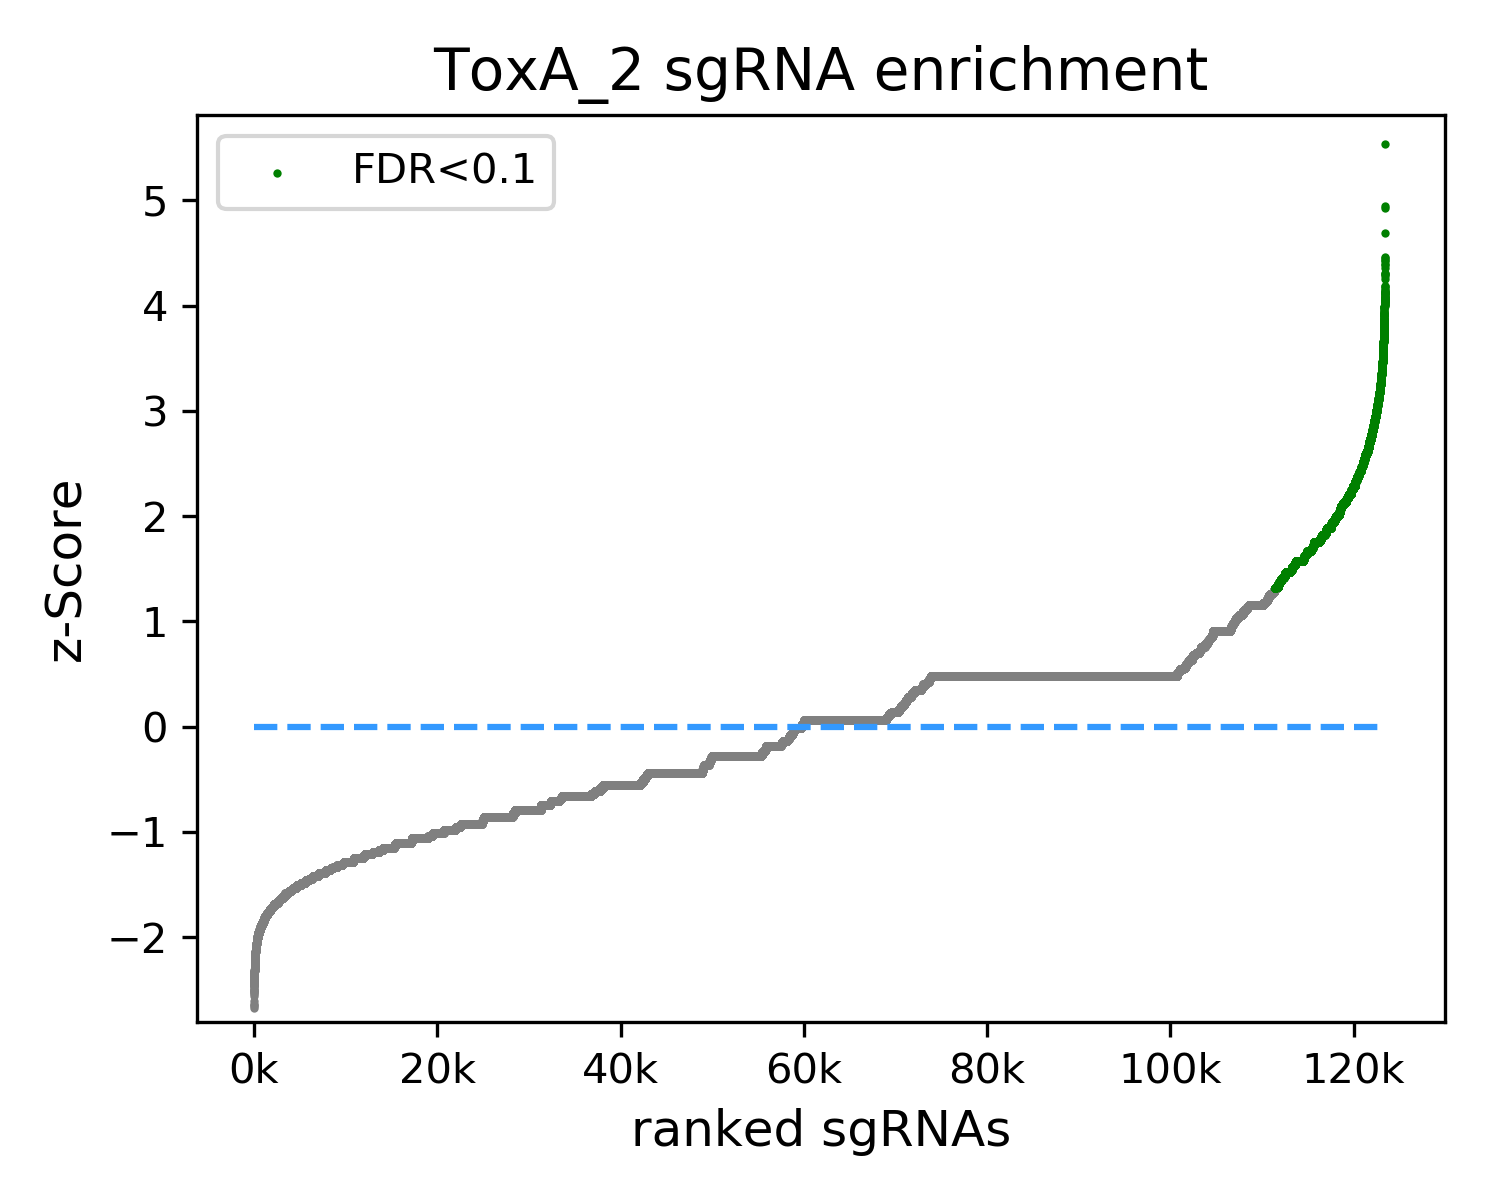 ToxA_2 sgRNA enrichment
FDR<0.1
5
4
3
2
1
0
−1
−2
z-Score
0k 20k 40k 60k 80k 100k 120k
ranked sgRNAs